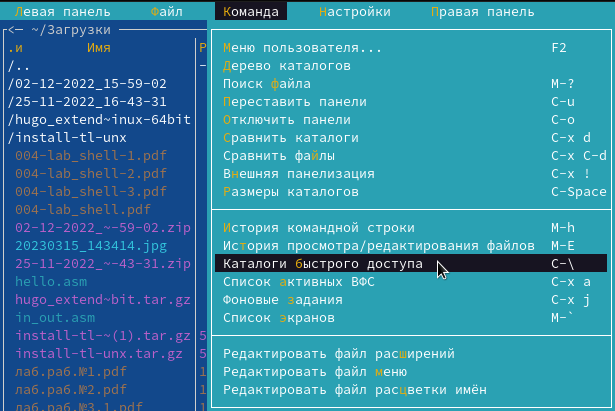 Левая панель Файл Команда Настройки Правая панель
<— ~/Загрузки
.и Имя Р
/.. —
/02-12-2022_15-59-02
/25-11-2022_16-43-31
/hugo_extend~inux-64bit
/install-tl-unx
004-lab_shell-1.pdf
004-lab_shell-2.pdf
004-lab_shell-3.pdf
004-lab_shell.pdf
02-12-2022_~-59-02.zip
20230315_143414.jpg
25-11-2022_~-43-31.zip
hello.asm
hugo_extend~bit.tar.gz
in_out.asm
install-tl-~(1).tar.gz 5
install-tl-unx.tar.gz 5
лаб.раб.№1.pdf 1
лаб.раб.№2.pdf 1
лаб.раб.№3.1.pdf 1
Меню пользователя... F2
Дерево каталогов
Поиск файла M-?
Переставить панели C-u
Отключить панели C-o
Сравнить каталоги C-x d
Сравнить файлы C-x C-d
Внешняя панелизация C-x !
Размеры каталогов C-Space
История командной строки M-h
История просмотра/редактирования файлов M-E
Каталоги быстрого доступа C-\
Список активных ВФС C-x a
Фоновые задания C-x j
Список экранов M-`
Редактировать файл расширений
Редактировать файл меню
Редактировать файл расцветки имён